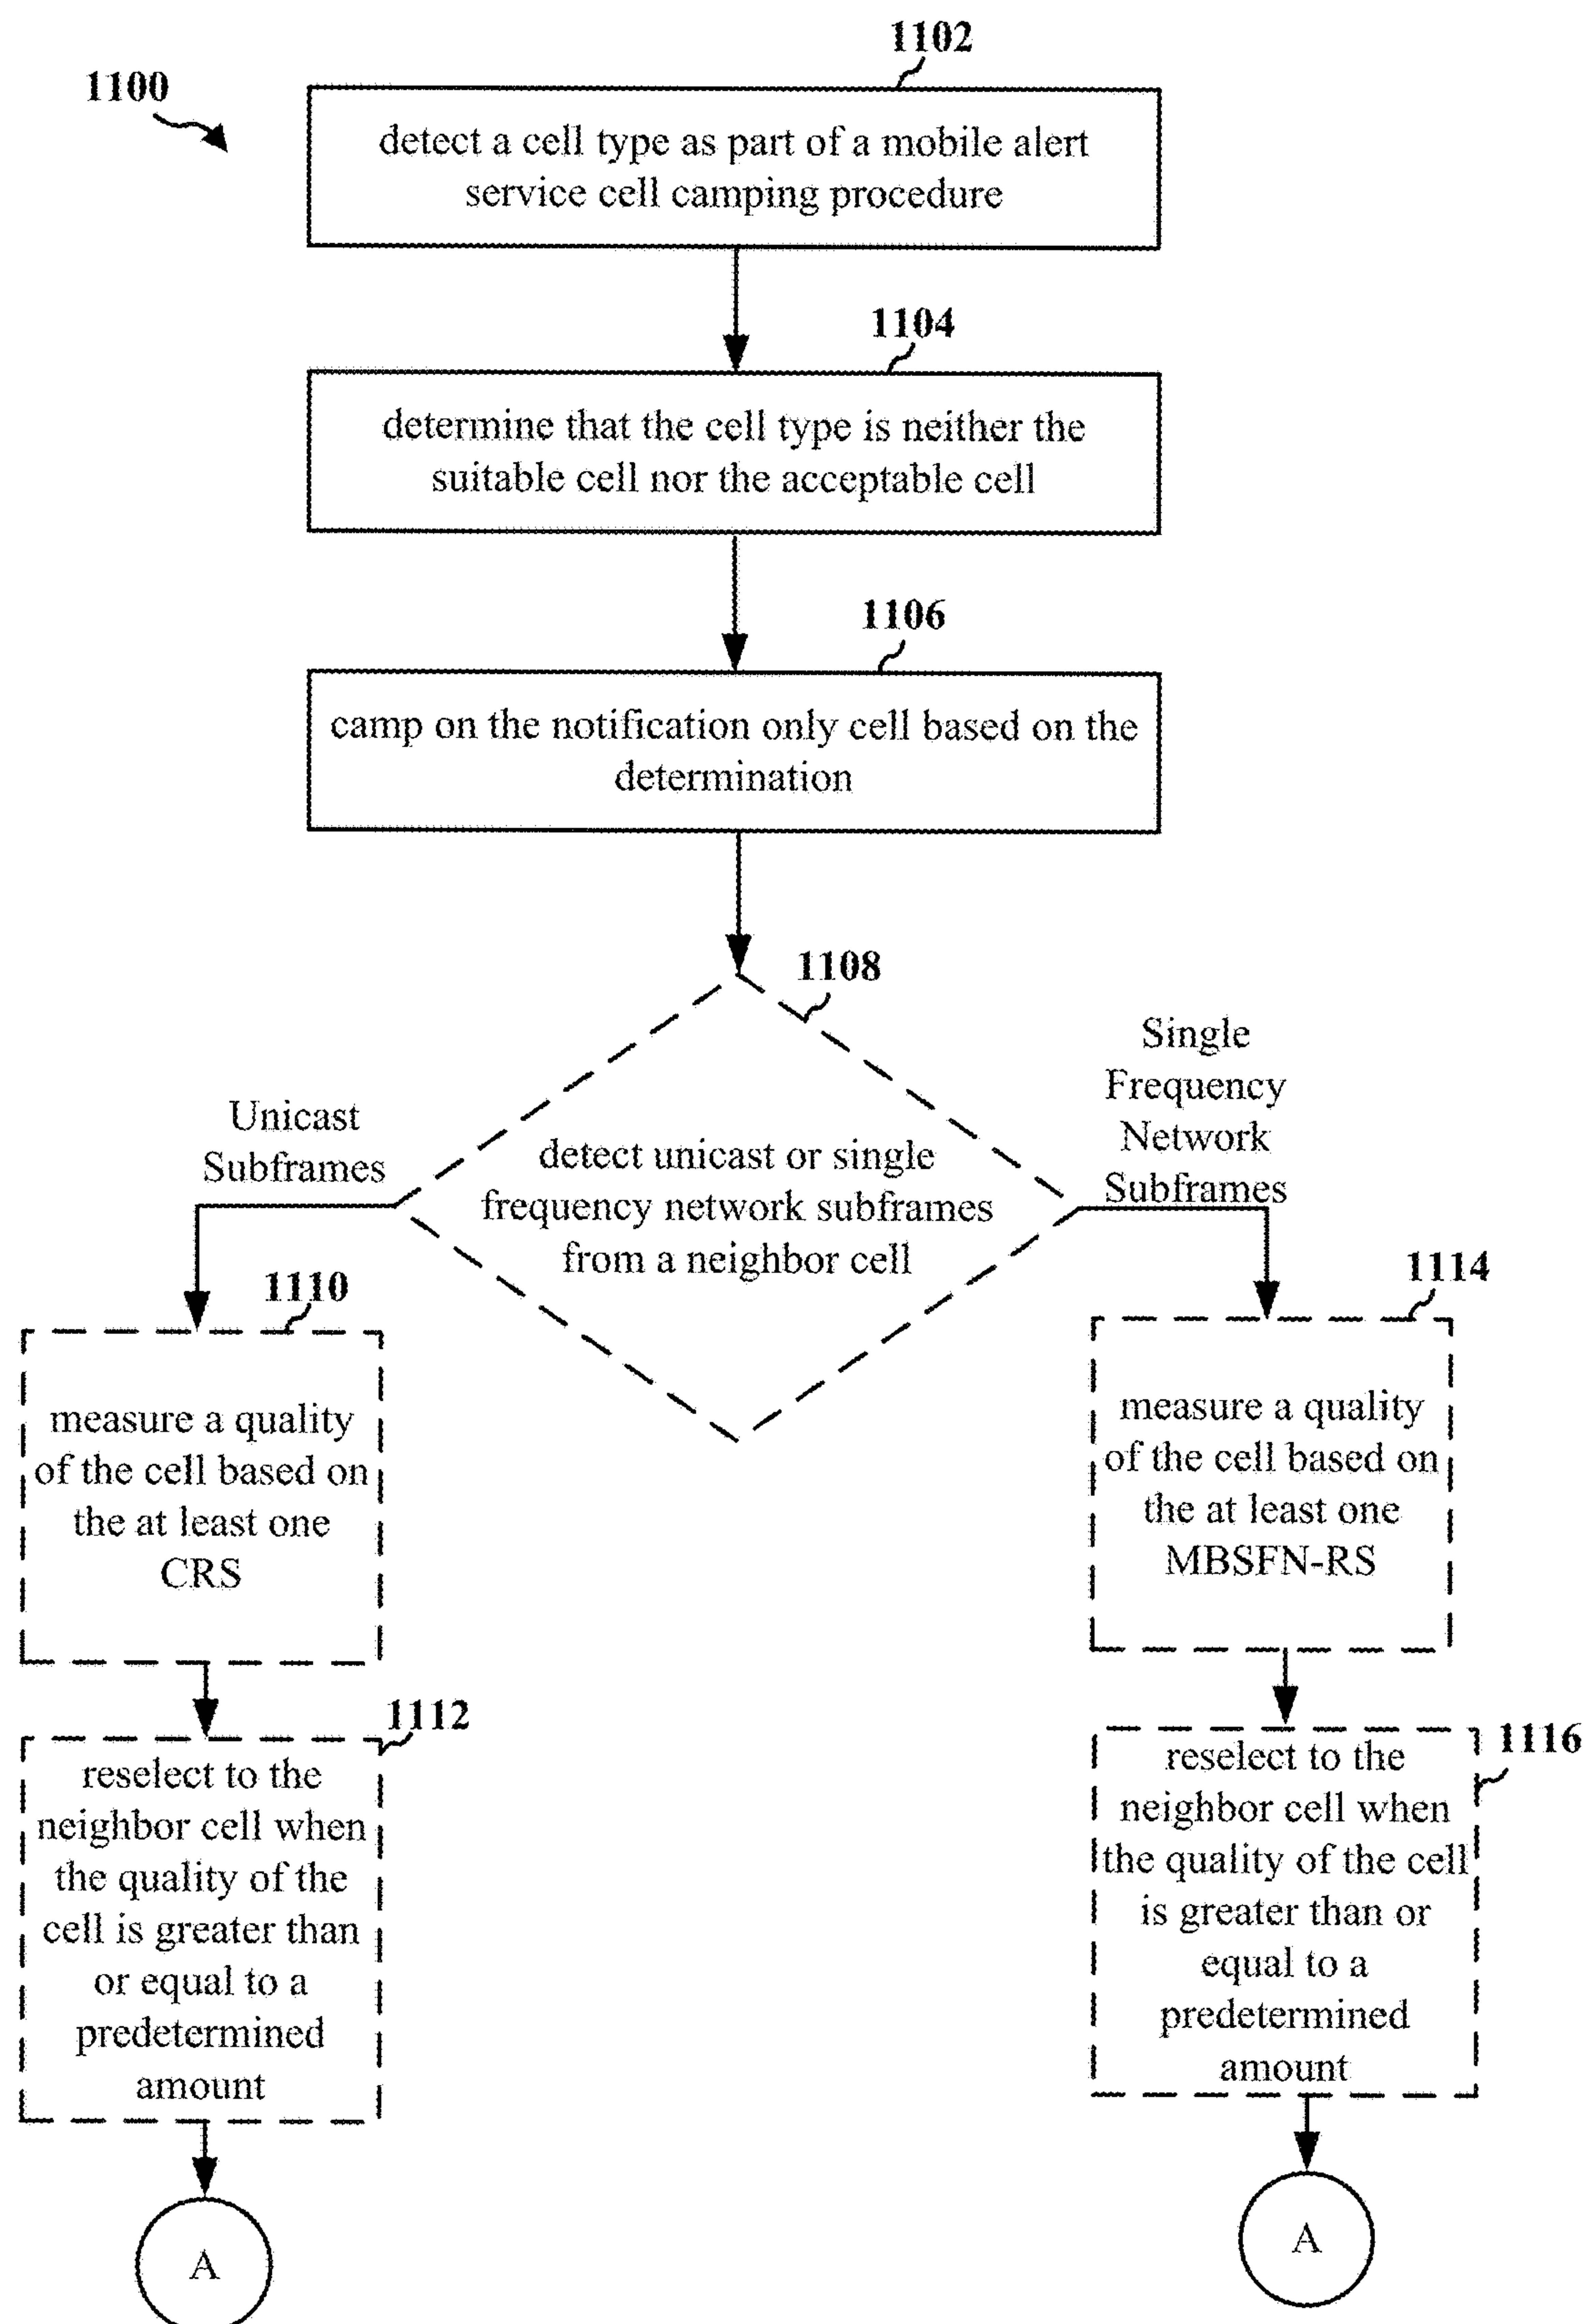 1102
1100
detect a cell type as part of a mobile alert
service cell camping procedure
1104
determine that the cell type is neither the
suitable cell nor the acceptable cell
1106
camp on the notification only cell based on the
determination
1108
Unicast
Subframes
detect unicast or single
frequency network subframes
from a neighbor cell
Single
Frequency
Network
Subframes
1110
measure a quality
of the cell based on
the at least one
CRS
1114
measure a quality
of the cell based on
the at least one
MBSFN-RS
1112
reselect to the
neighbor cell when
the quality of the
cell is greater than
or equal to a
predetermined
amount
1116
reselect to the
neighbor cell when
the quality of the cell
is greater than or
equal to a
predetermined
amount
A
A